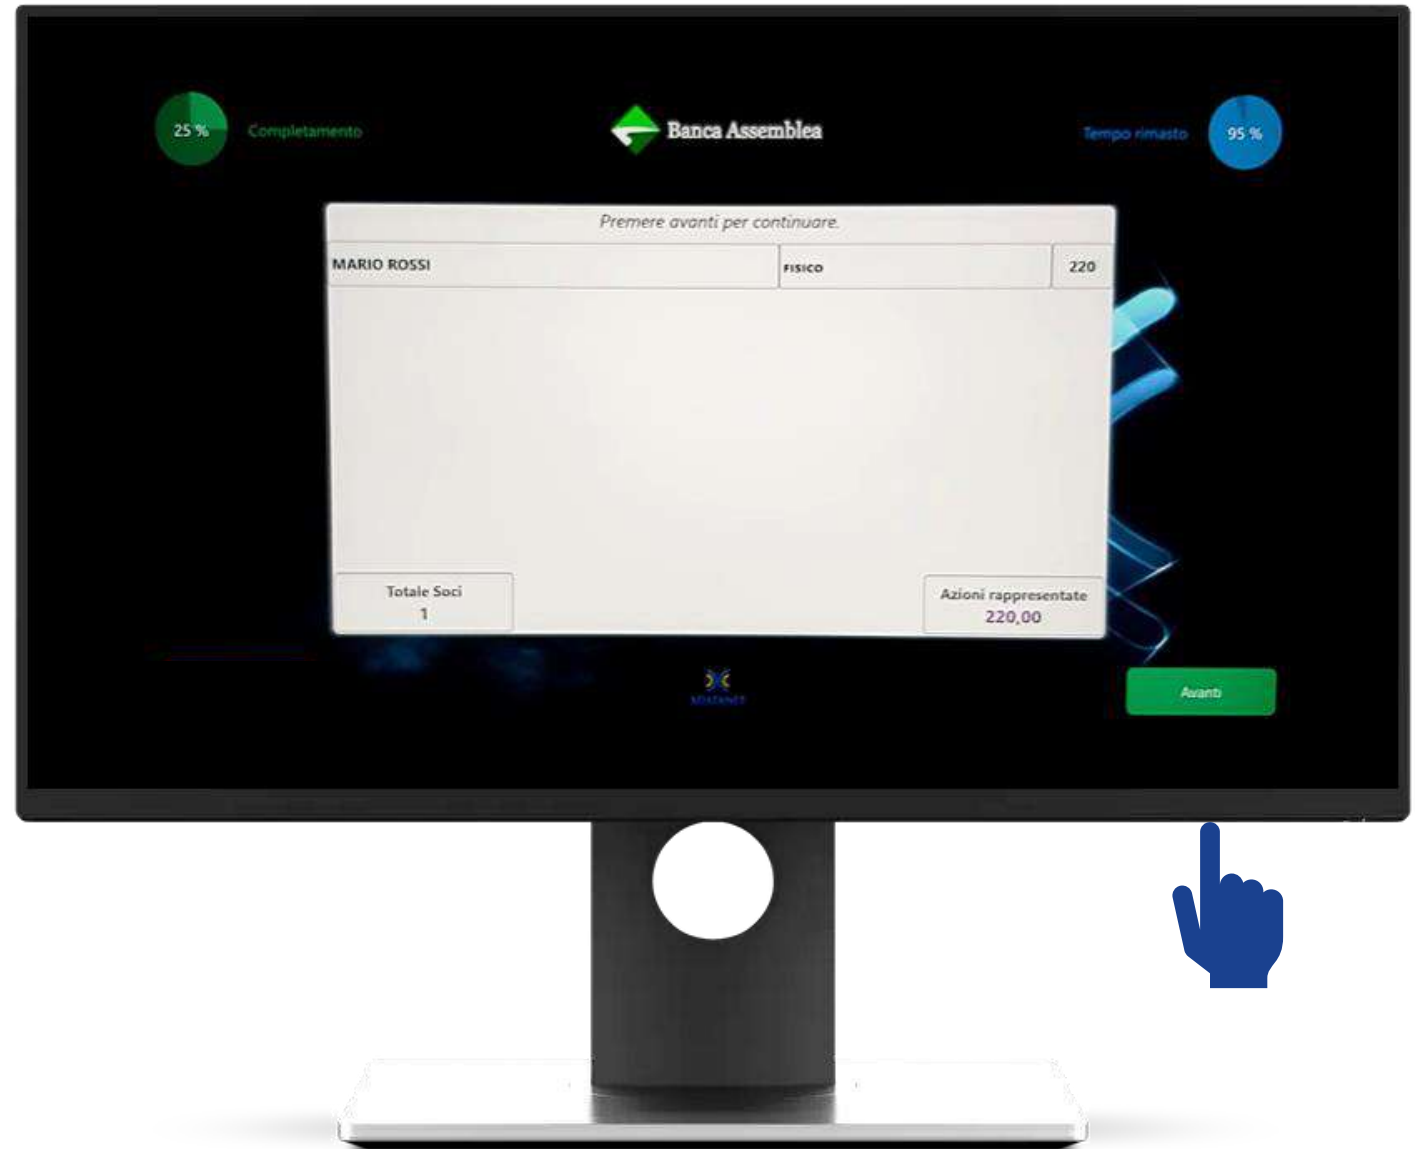 25 %
Completamento
Banca Assemblea
Tempo rimasto
95 %
Premere avanti per continuare.
MARIO ROSSI
FISICO
220
Totale Soci
1
Azioni rappresentate
220,00
Avanti